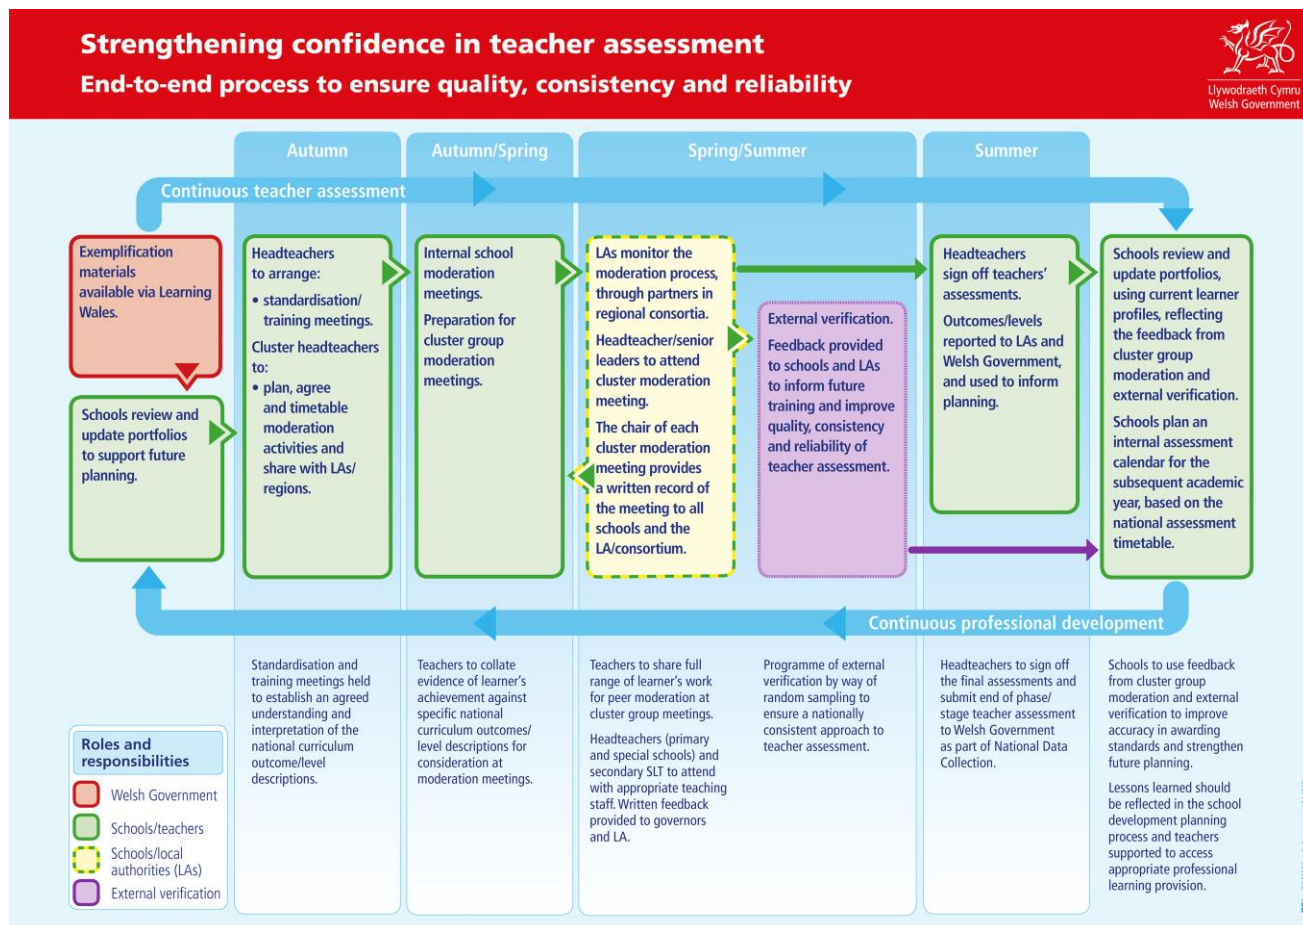 Strengthening confidence in teacher assessment
End-to-end process to ensure quality, consistency and reliability
Llywodraeth Cymru
Welsh Government
Autumn
Autumn/Spring
Spring/Summer
Summer
Continuous teacher assessment
Exemplification
materials
available via Learning
Wales.
Schools review and
update portfolios
to support future
planning.
Headteachers
to arrange:
• standardisation/
training meetings.
Cluster headteachers
to:
• plan, agree
and timetable
moderation
activities and
share with LAs/
regions.
Internal school
moderation
meetings.
Preparation for
cluster group
moderation
meetings.
LAs monitor the
moderation process,
through partners in
regional consortia.
Headteacher/senior
leaders to attend
cluster moderation
meeting.
The chair of each
cluster moderation
meeting provides
a written record of
the meeting to all
schools and the
LA/consortium.
External verification.
Feedback provided
to schools and LAs
to inform future
training and improve
quality, consistency
and reliability of
teacher assessment.
Headteachers
sign off teachers'
assessments.
Outcomes/levels
reported to LAs and
Welsh Government,
and used to inform
planning.
Schools review and
update portfolios,
using current learner
profiles, reflecting
the feedback from
cluster group
moderation and
external verification.
Schools plan an
internal assessment
calendar for the
subsequent academic
year, based on the
national assessment
timetable.
Continuous professional development
Standardisation and
training meetings held
to establish an agreed
understanding and
interpretation of the
national curriculum
outcome/level
descriptions.
Teachers to collate
evidence of learner's
achievement against
specific national
curriculum outcomes/
level descriptions for
consideration at
moderation meetings.
Teachers to share full
range of learner's work
for peer moderation at
cluster group meetings.
Headteachers (primary
and special schools) and
secondary SLT to attend
with appropriate teaching
staff. Written feedback
provided to governors
and LA.
Programme of external
verification by way of
random sampling to
ensure a nationally
consistent approach to
teacher assessment.
Headteachers to sign off
the final assessments and
submit end of phase/
stage teacher assessment
to Welsh Government
as part of National Data
Collection.
Schools to use feedback
from cluster group
moderation and external
verification to improve
accuracy in awarding
standards and strengthen
future planning.
Lessons learned should
be reflected in the school
development planning
process and teachers
supported to access
appropriate professional
learning provision.
Roles and
responsibilities
Welsh Government
Schools/teachers
Schools/local
authorities (LAs)
External verification